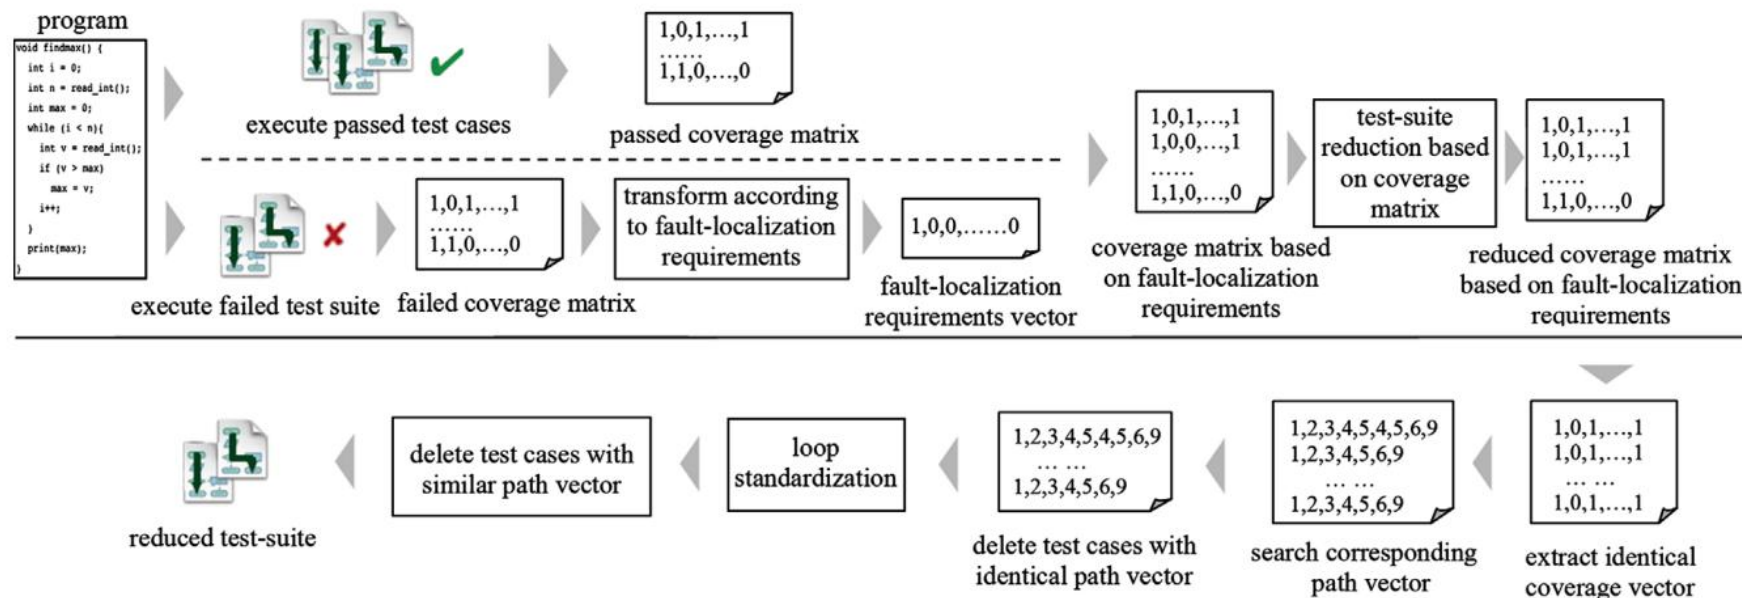 program
void findmax() {
int i = 0;
int n = read_int();
int max = 0;
while (i < n){
int v = read_int();
if (v > max)
max = v;
i++;
}
print(max);
}
execute passed test cases
1,0,1,…,1
……
1,1,0,…,0
passed coverage matrix
execute failed test suite
1,0,1,…,1
……
1,1,0,…,0
failed coverage matrix
transform according
to fault-localization
requirements
1,0,0,……0
fault-localization
requirements vector
1,0,1,…,1
1,0,0,…,1
……
1,1,0,…,0
coverage matrix based
on fault-localization
requirements
test-suite
reduction based
on coverage
matrix
1,0,1,…,1
1,0,1,…,1
……
1,1,0,…,0
reduced coverage matrix
based on fault-localization
requirements
1,0,1,…,1
1,0,1,…,1
… …
1,0,1,…,1
extract identical
coverage vector
1,2,3,4,5,4,5,6,9
1,2,3,4,5,6,9
… …
1,2,3,4,5,6,9
search corresponding
path vector
1,2,3,4,5,4,5,6,9
… …
1,2,3,4,5,6,9
delete test cases with
identical path vector
loop
standardization
delete test cases with
similar path vector
reduced test-suite